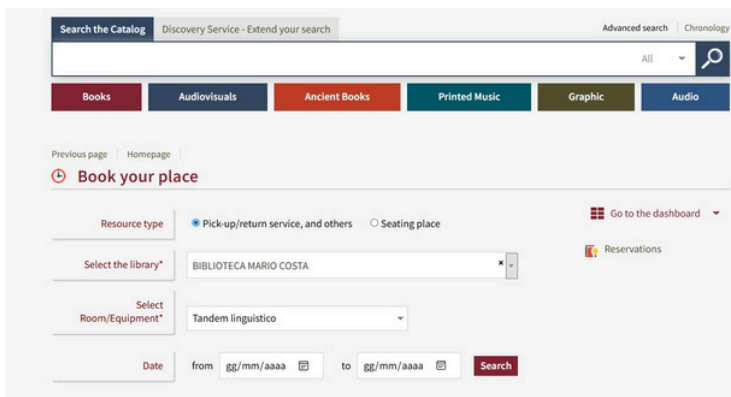 Search the Catalog Discovery Service - Extend your search Advanced search Chronology
All
Books Audiovisuals Ancient Books Printed Music Graphic Audio
Previous page Homepage
Book your place
Resource type Pick-up/return service, and others Seating place
Go to the dashboard
Reservations
Select the library* BIBLIOTECA MARIO COSTA
Select
Room/Equipment* Tandem linguistico
Date from gg/mm/aaaa to gg/mm/aaaa Search